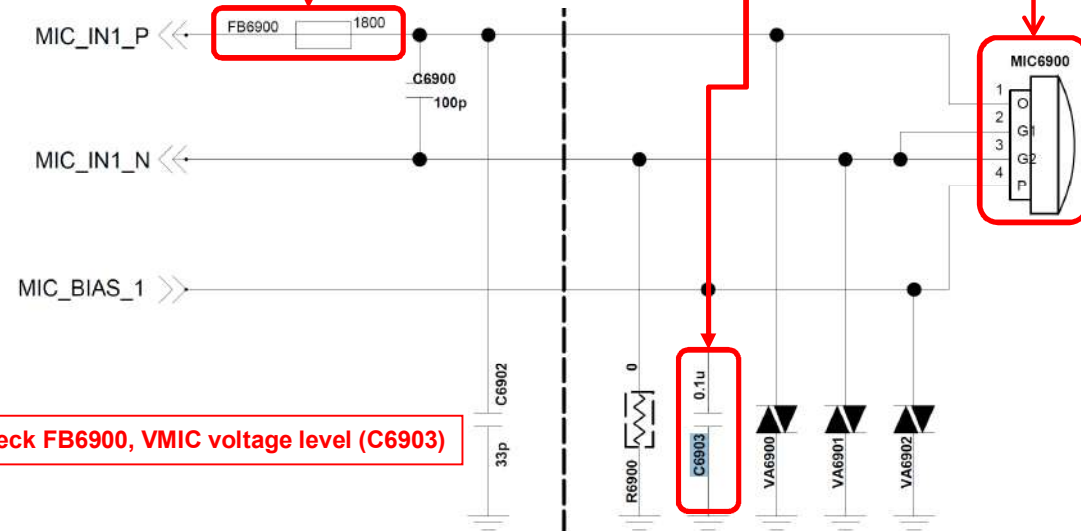 FB6900
1800
MIC_IN1_P
MIC6900
C6900
100p
1
O
2
G1
3
G2
4
P
MIC_IN1_N
MIC_BIAS_1
C6902
33p
0
R6900
0.1u
C6903
VA6900
VA6901
VA6902
eck FB6900, VMIC voltage level (C6903)